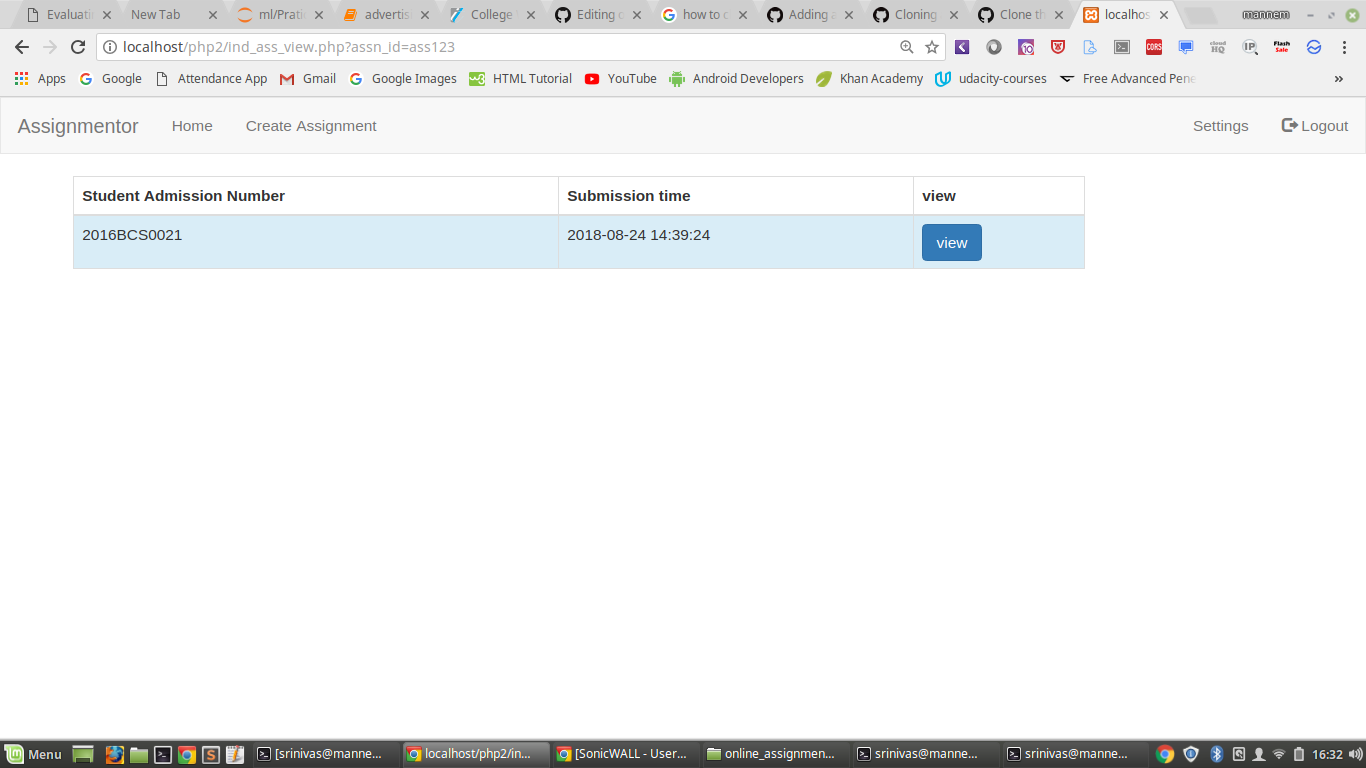 Evaluati New Tab ml/Prati advertis College Editing o how to c Adding a Cloning Clone th localhos mannem
localhost/php2/ind_ass_view.php?assn_id=ass123
Apps Google Attendance App Gmail Google Images HTML Tutorial YouTube Android Developers Khan Academy udacity-courses Free Advanced Pene »
Assignmentor Home Create Assignment Settings Logout
Student Admission Number Submission time view
2016BCS0021 2018-08-24 14:39:24 view
Menu [srinivas@manne... localhost/php2/in... [SonicWALL - User... online_assignmen... srinivas@manne... srinivas@manne... 16:32